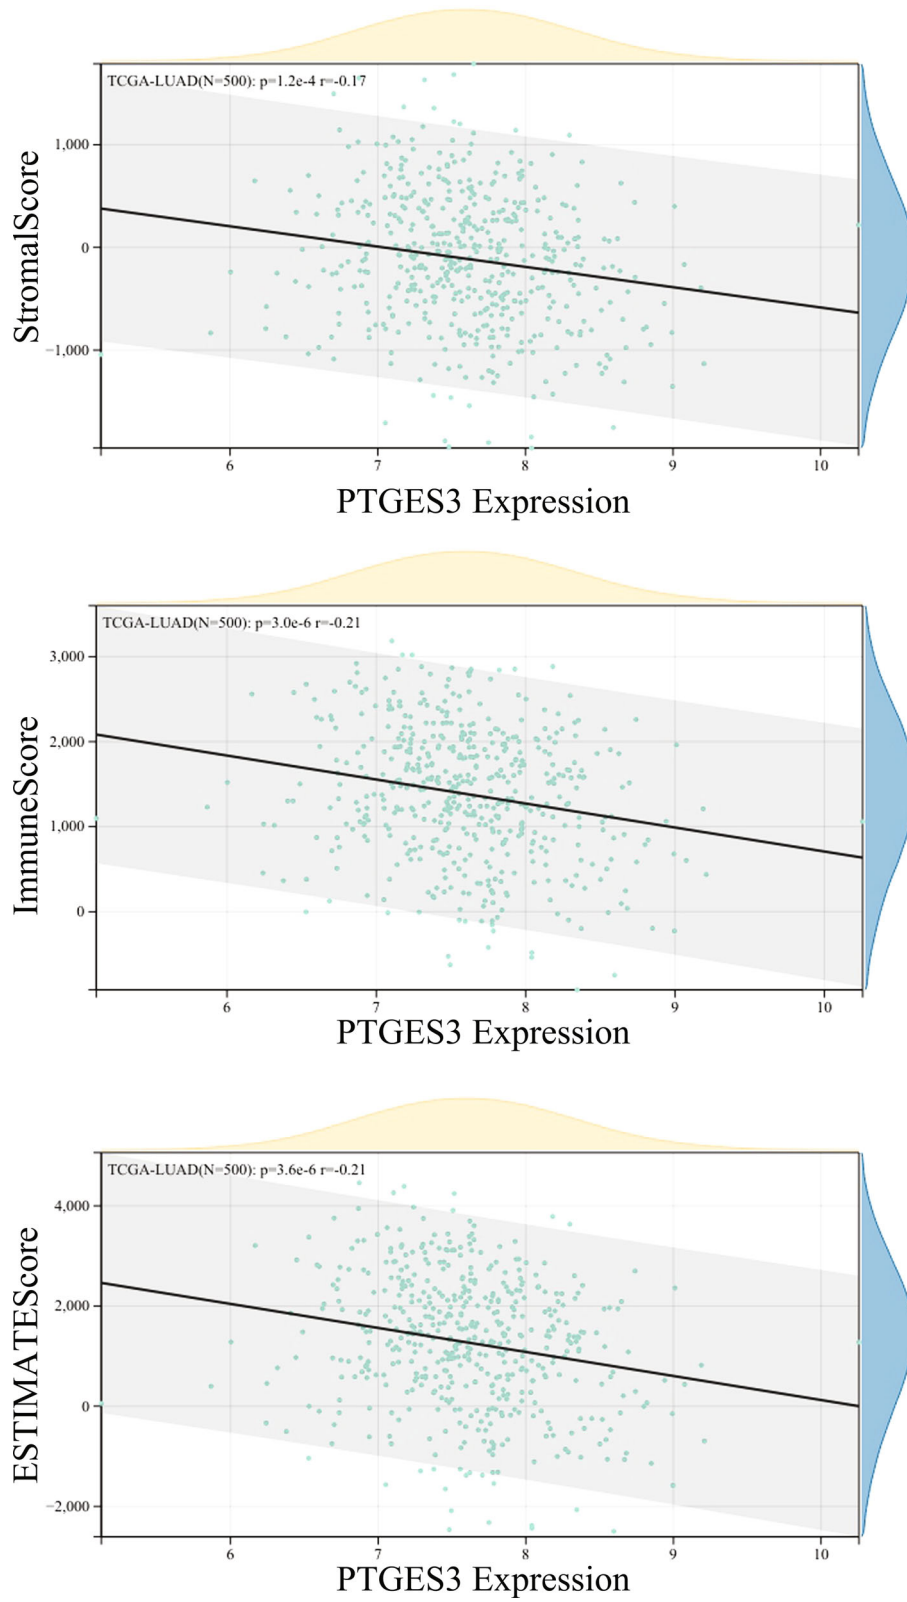 TCGA-LUAD(N=500): p=1.2e-4 r=-0.17
1,000
0
−1,000
StromalScore
6 7 8 9 10
PTGES3 Expression
TCGA-LUAD(N=500): p=3.0e-6 r=-0.21
3,000
2,000
1,000
0
ImmuneScore
6 7 8 9 10
PTGES3 Expression
TCGA-LUAD(N=500): p=3.6e-6 r=-0.21
4,000
2,000
0
−2,000
ESTIMATEScore
6 7 8 9 10
PTGES3 Expression